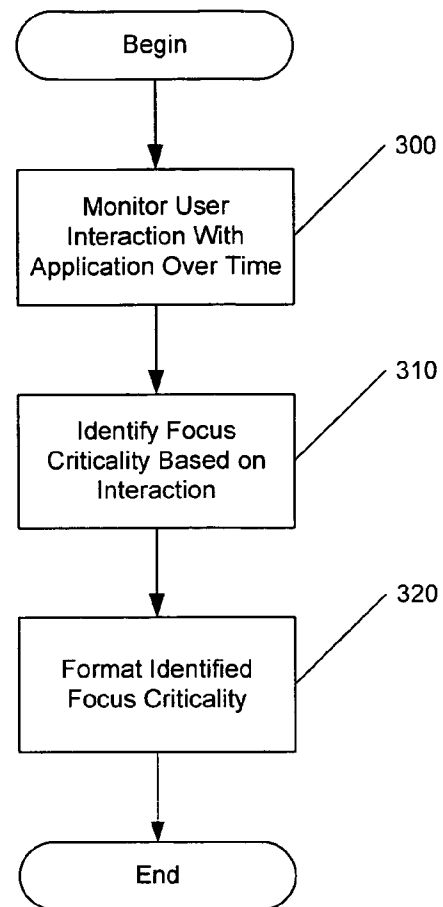 Begin
300
Monitor User
Interaction With
Application Over Time
310
Identify Focus
Criticality Based on
Interaction
320
Format Identified
Focus Criticality
End